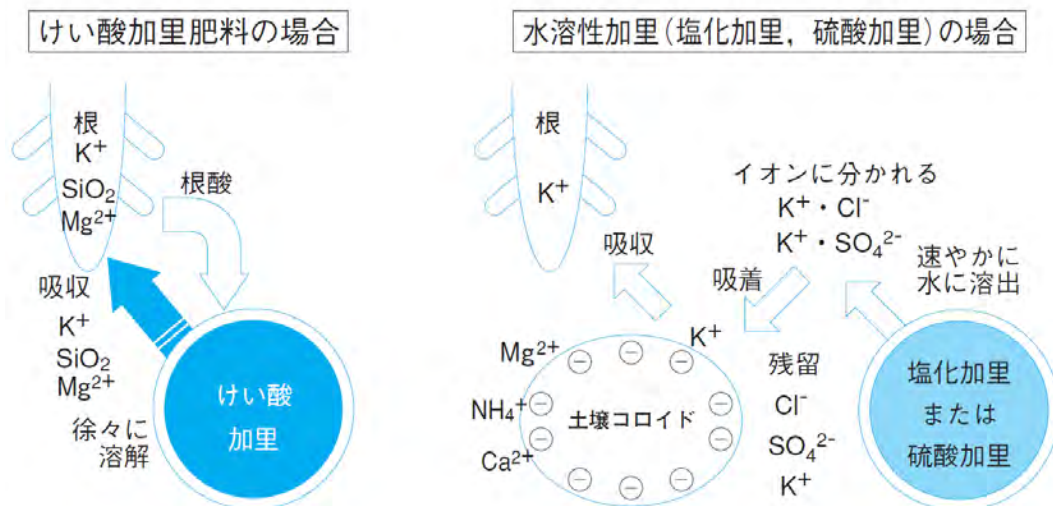 けい酸加里肥料の場合
根
K⁺
SiO₂
Mg²⁺
根酸
吸収
K⁺
SiO₂
Mg²⁺
徐々に
溶解
けい酸
加里
水溶性加里(塩化加里，硫酸加里)の場合
根
K⁺
イオンに分かれる
K⁺・Cl⁻
K⁺・SO₄²⁻
速やかに
水に溶出
吸収
吸着
K⁺
Mg²⁺
NH₄⁺
Ca²⁺
⊖ ⊖ ⊖
⊖ ⊖
⊖ ⊖
⊖ ⊖ ⊖
土壌コロイド
残留
Cl⁻
SO₄²⁻
K⁺
塩化加里
または
硫酸加里